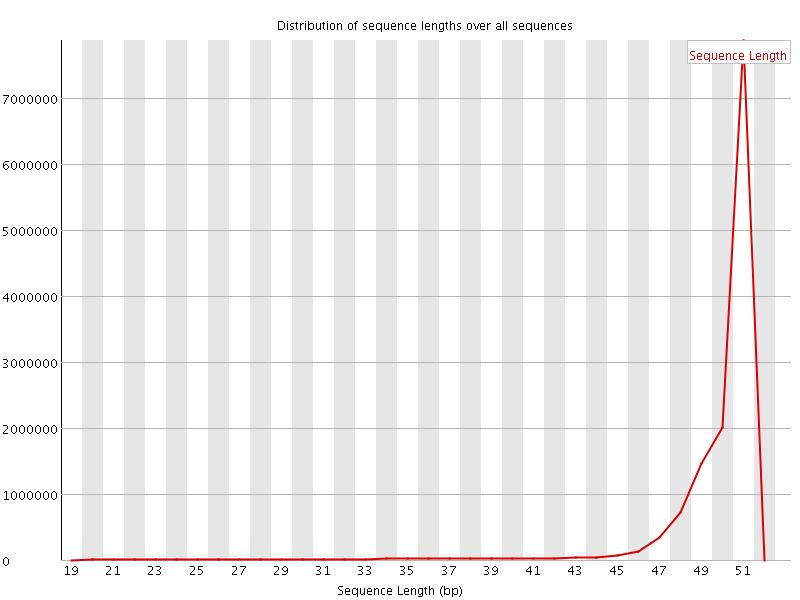 Distribution of sequence lengths over all sequences
Sequence Length
7000000
6000000
5000000
4000000
3000000
2000000
1000000
0
19 21 23 25 27 29 31 33 35 37 39 41 43 45 47 49 51
Sequence Length (bp)